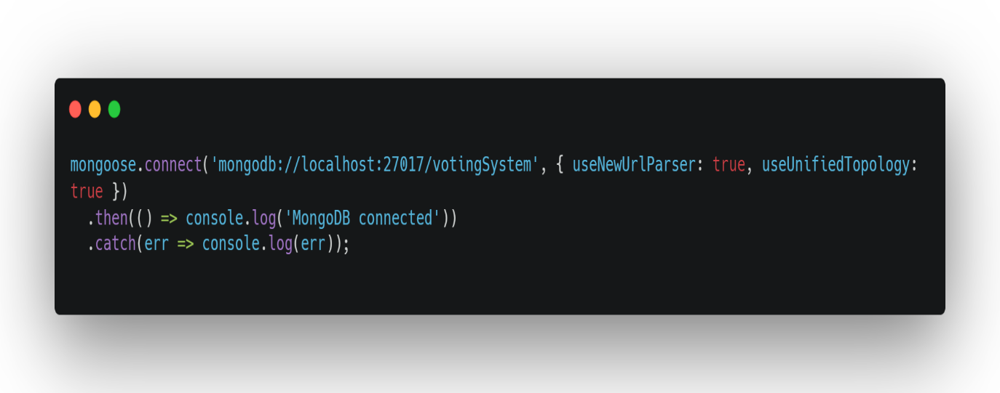 mongoose.connect('mongodb://localhost:27017/votingSystem', { useNewUrlParser: true, useUnifiedTopology:
true })
  .then(() => console.log('MongoDB connected'))
  .catch(err => console.log(err));